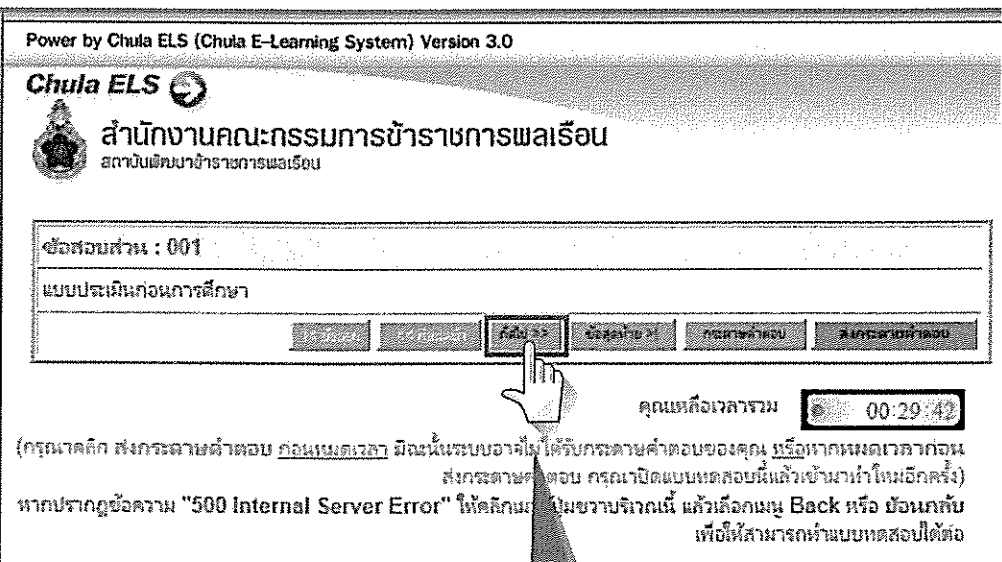 Power by Chula ELS (Chula E-Learning System) Version 3.0
Chula ELS
สำนักงานคณะกรรมการข้าราชการพลเรือน
สถาบันพัฒนาข้าราชการพลเรือน
ข้อสอบส่วน : 001
แบบประเมินก่อนการศึกษา
ถัดไป >> ข้อสุดท้าย >| กระดาษคำตอบ ส่งกระดาษคำตอบ
คุณเหลือเวลารวม 00:29:42
(กรุณาคลิก ส่งกระดาษคำตอบ ก่อนหมดเวลา มิฉะนั้นระบบอาจไม่ได้รับกระดาษคำตอบของคุณ หรือหากหมดเวลาก่อน
ส่งกระดาษคำตอบ กรุณาปิดแบบทดสอบนี้แล้วเข้ามาทำใหม่อีกครั้ง)
หากปรากฏข้อความ "500 Internal Server Error" ให้คลิกเมาส์ปุ่มขวาบริเวณนี้ แล้วเลือกเมนู Back หรือ ย้อนกลับ
เพื่อให้สามารถทำแบบทดสอบได้ต่อ